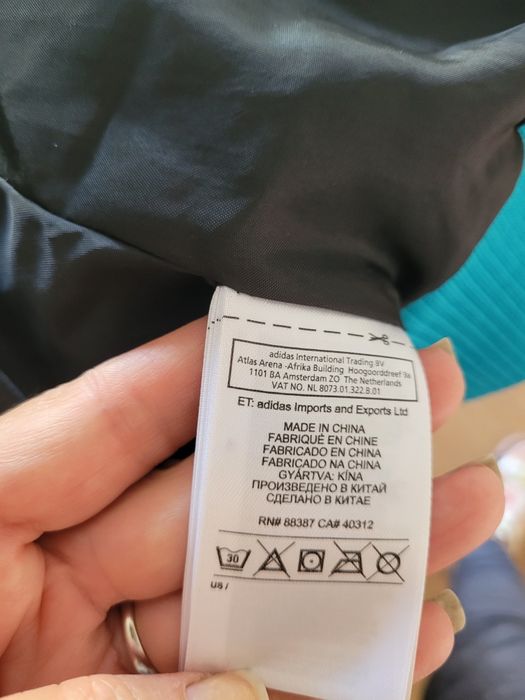 adidas International Trading BV
Atlas Arena -Afrika Building Hoogoorddreef 9a
1101 BA Amsterdam ZO The Netherlands
VAT NO. NL 8073.01.322.B.01
ET: adidas Imports and Exports Ltd
MADE IN CHINA
FABRIQUÉ EN CHINE
FABRICADO EN CHINA
FABRICADO NA CHINA
GYÁRTVA: KÍNA
ПРОИЗВЕДЕНО В КИТАЙ
СДЕЛАНО В КИТАЕ
RN# 88387 CA# 40312
30
US /